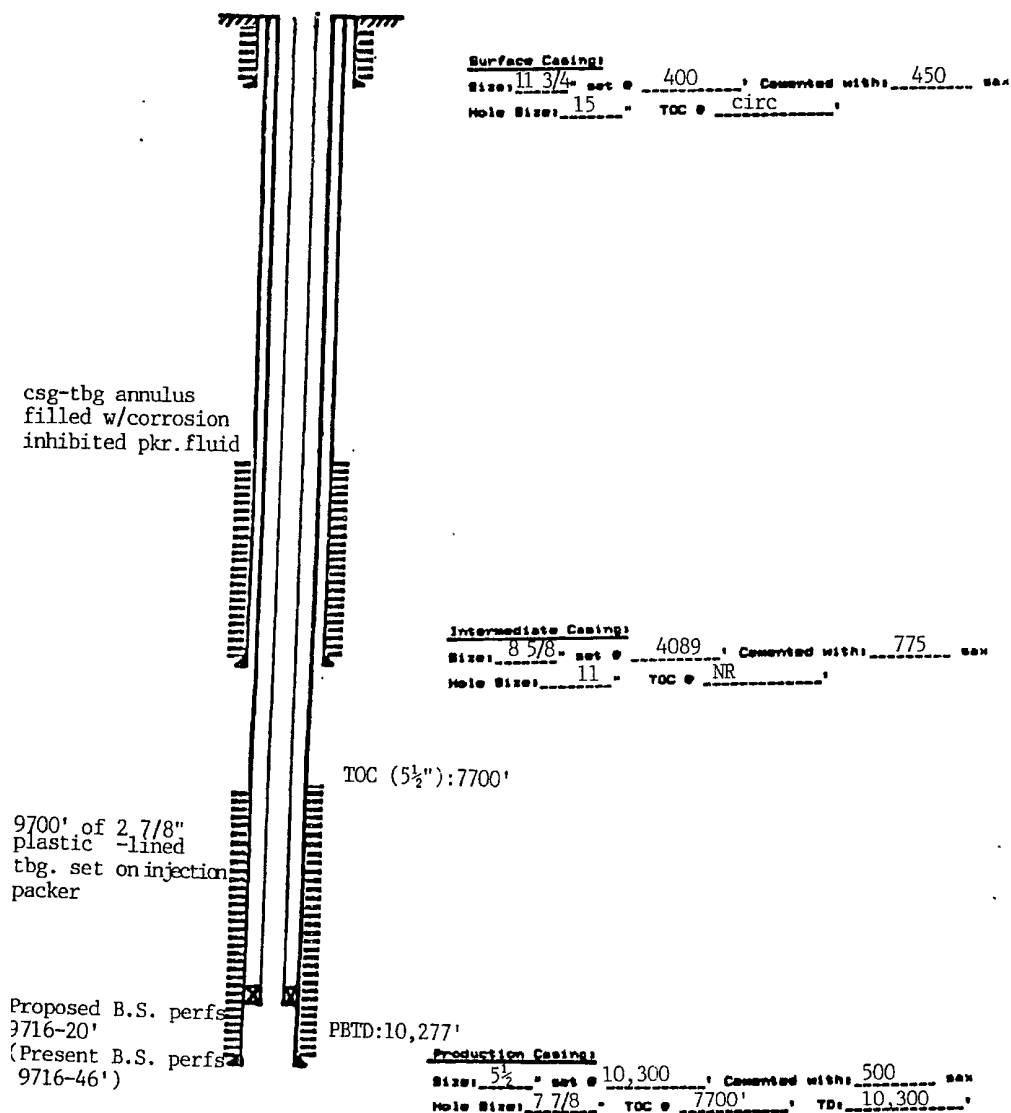 Surface Casing:
Size: 11 3/4" set @ 400' Cemented with: 450 sax
Hole Size: 15" TOC @ circ'
csg-tbg annulus
filled w/corrosion
inhibited pkr.fluid
Intermediate Casing:
Size: 8 5/8" set @ 4089' Cemented with: 775 sax
Hole Size: 11" TOC @ NR'
TOC (5½"):7700'
9700' of 2 7/8"
plastic -lined
tbg. set on injection
packer
Proposed B.S. perfs
9716-20'
(Present B.S. perfs
9716-46')
PBTD:10,277'
Production Casing:
Size: 5½" set @ 10,300' Cemented with: 500 sax
Hole Size: 7 7/8" TOC @ 7700' TD: 10,300'